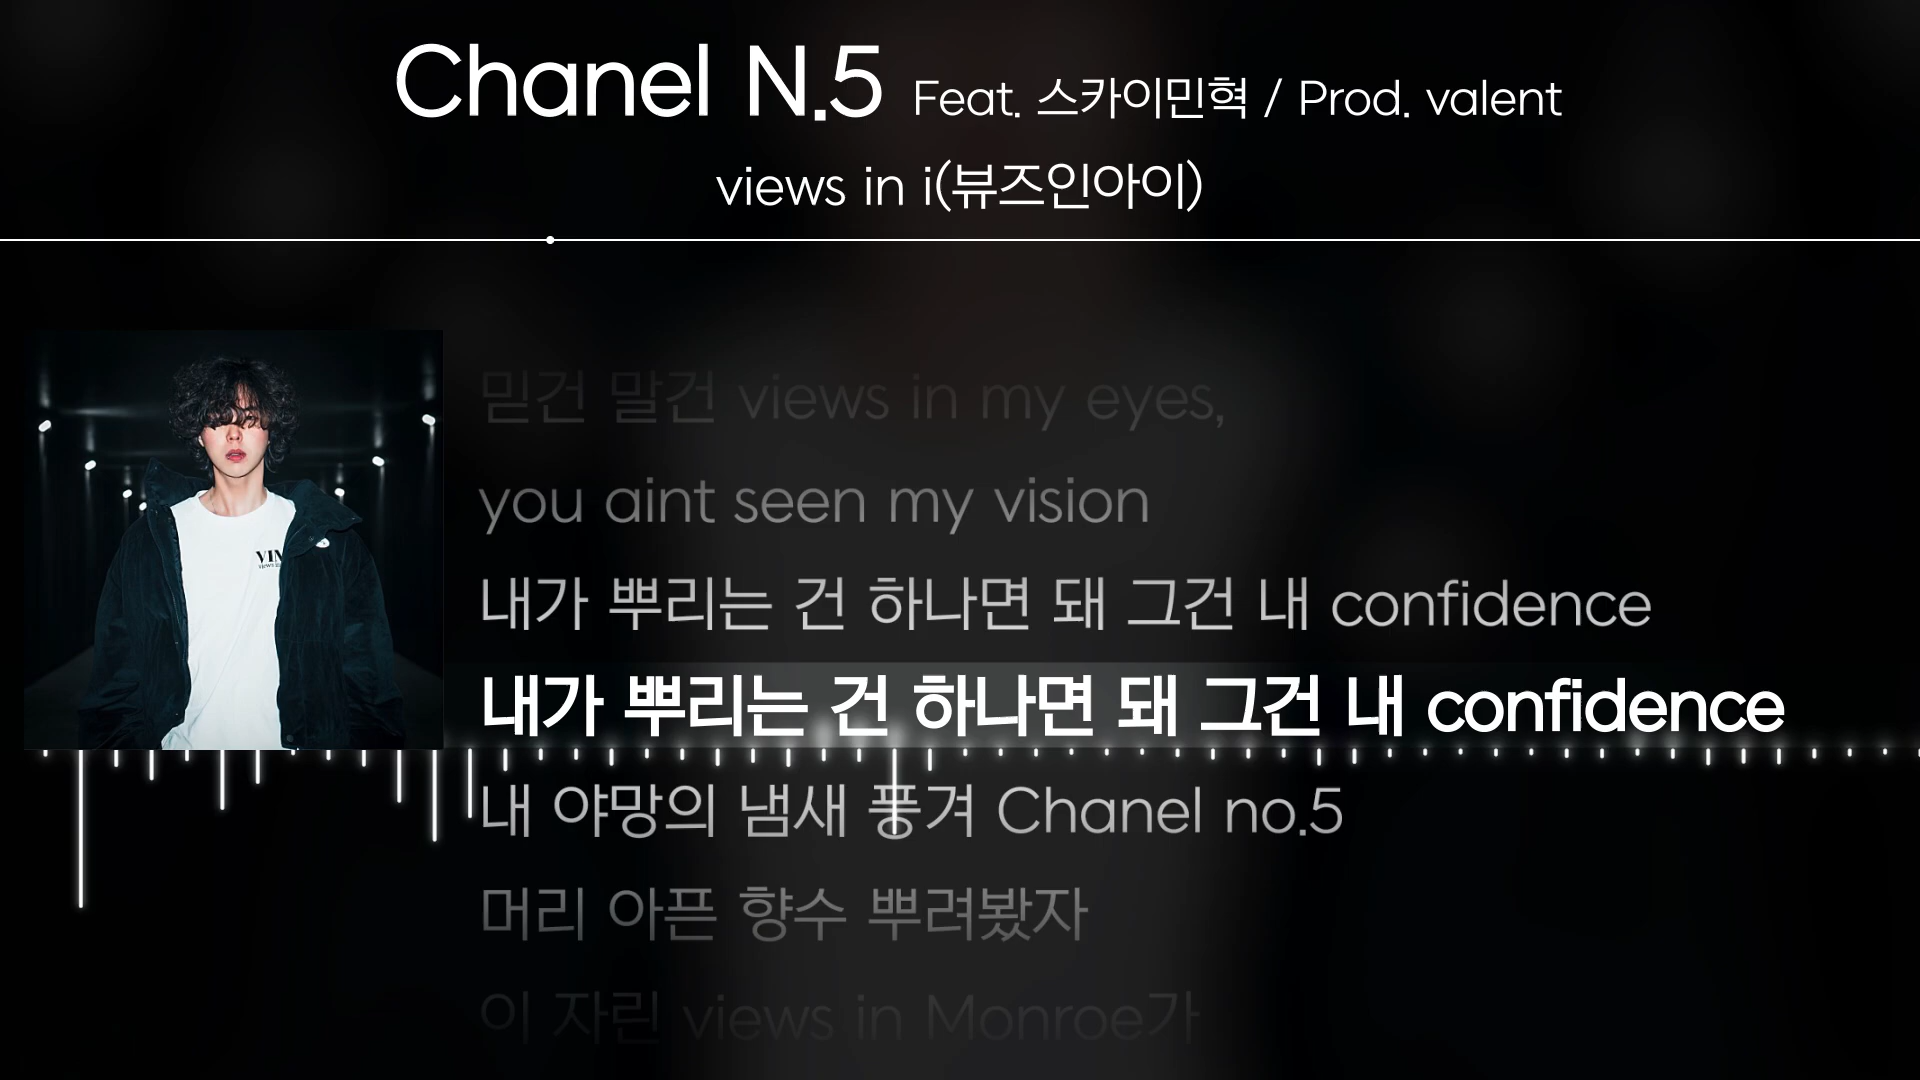 Chanel N.5 Feat. 스카이민혁 / Prod. valent
views in i(뷰즈인아이)
믿건 말건 views in my eyes,
you aint seen my vision
내가 뿌리는 건 하나면 돼 그건 내 confidence
내가 뿌리는 건 하나면 돼 그건 내 confidence
내 야망의 냄새 풍겨 Chanel no.5
머리 아픈 향수 뿌려봤자
이 자린 views in Monroe가